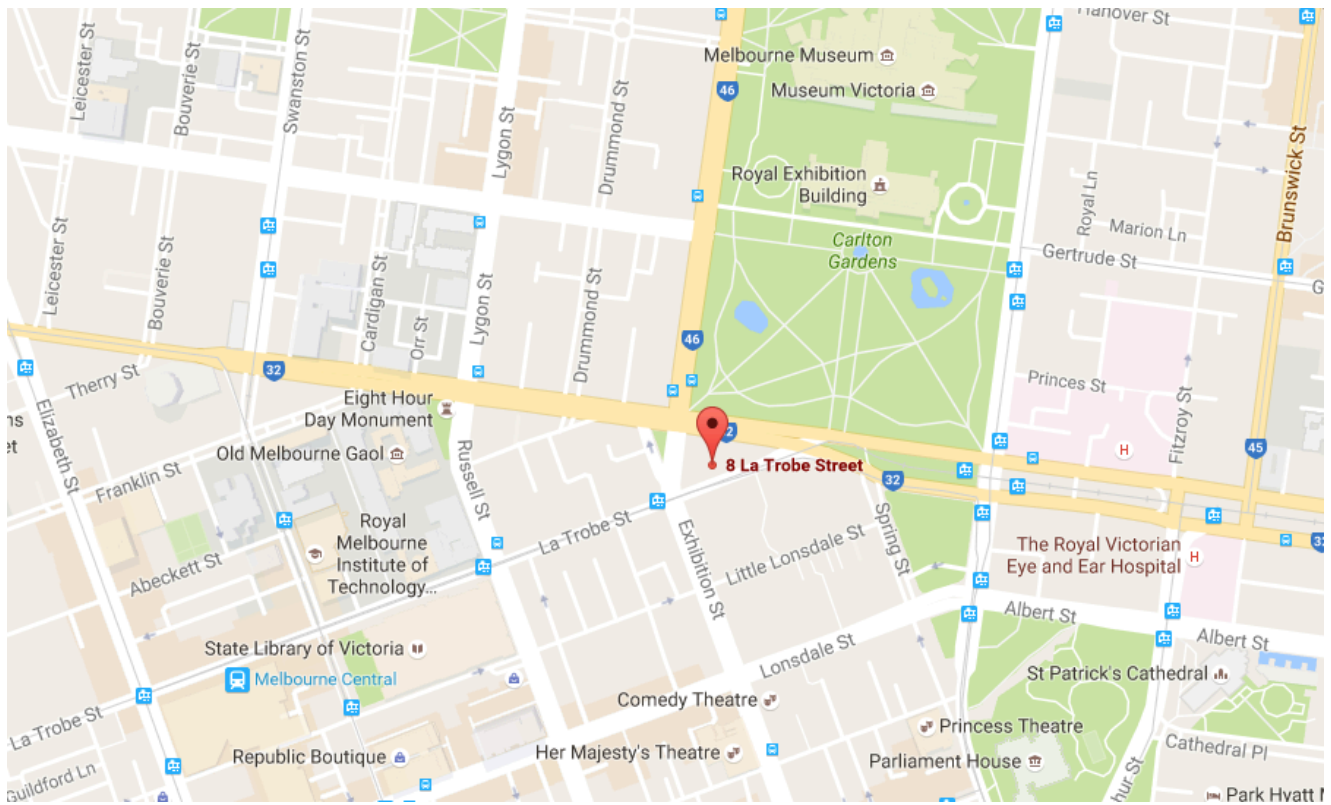 Hanover St
Melbourne Museum
Museum Victoria
46
Leicester St
Bouverie St
Swanston St
Lygon St
Drummond St
Brunswick St
Royal Exhibition
Building
Royal Ln
Marion Ln
Gertrude St
G
Carlton
Gardens
Leicester St
Bouverie St
Cardigan St
Orr St
Lygon St
Drummond St
46
32
Therry St
Elizabeth St
Eight Hour
Day Monument
Princes St
Fitzroy St
ns
et
Old Melbourne Gaol
Russell St
2
8 La Trobe Street
H
45
32
Franklin St
Royal
Melbourne
Institute of
Technology...
La Trobe St
Exhibition St
Little Lonsdale St
Spring St
The Royal Victorian
Eye and Ear Hospital
H
32
Abeckett St
Albert St
Albert St
State Library of Victoria
Melbourne Central
Lonsdale St
St Patrick's Cathedral
Comedy Theatre
Princess Theatre
La Trobe St
Republic Boutique
Her Majesty's Theatre
Parliament House
Cathedral Pl
Guildford Ln
hur St
Park Hyatt M